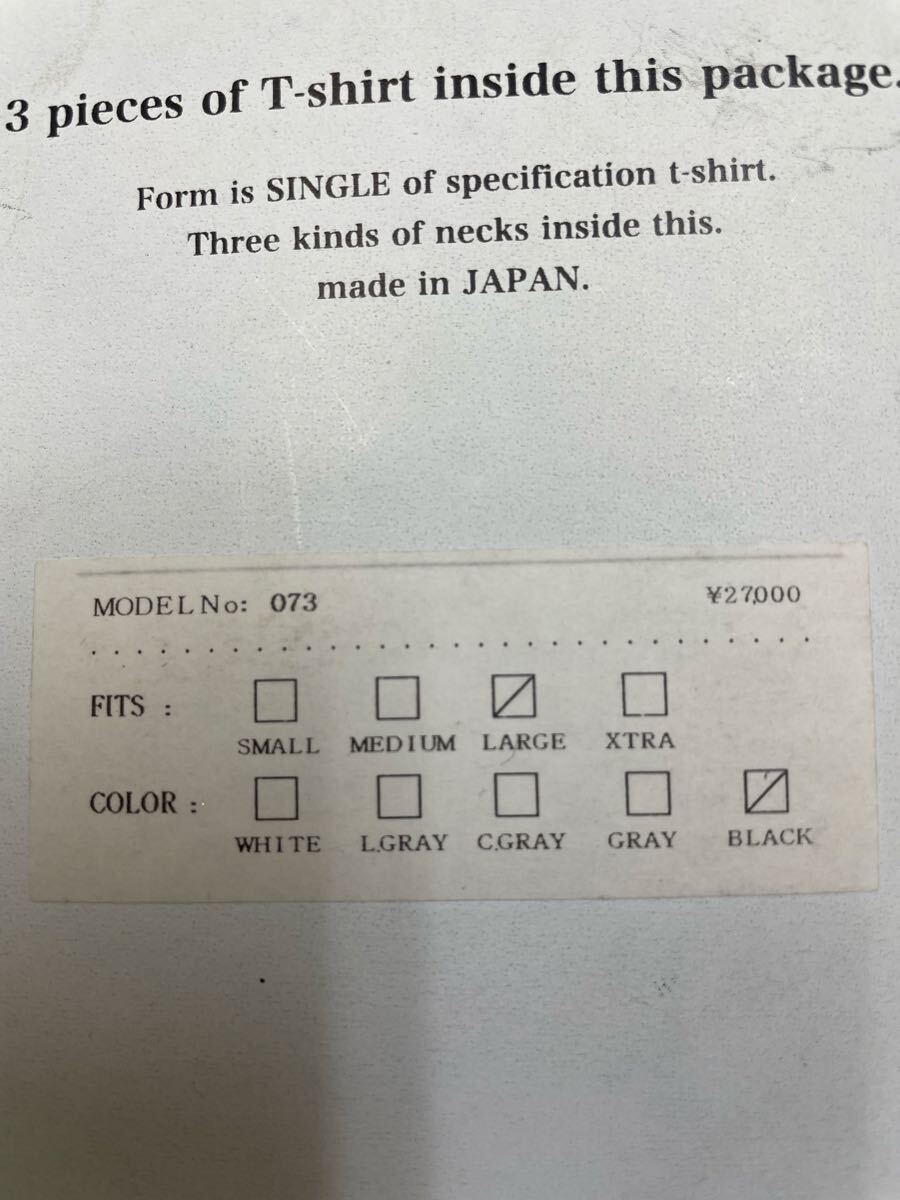 3 pieces of T-shirt inside this package.
Form is SINGLE of specification t-shirt.
Three kinds of necks inside this.
made in JAPAN.
MODEL No: 073 ¥27,000
FITS :
SMALL MEDIUM LARGE XTRA
COLOR :
WHITE L.GRAY C.GRAY GRAY BLACK